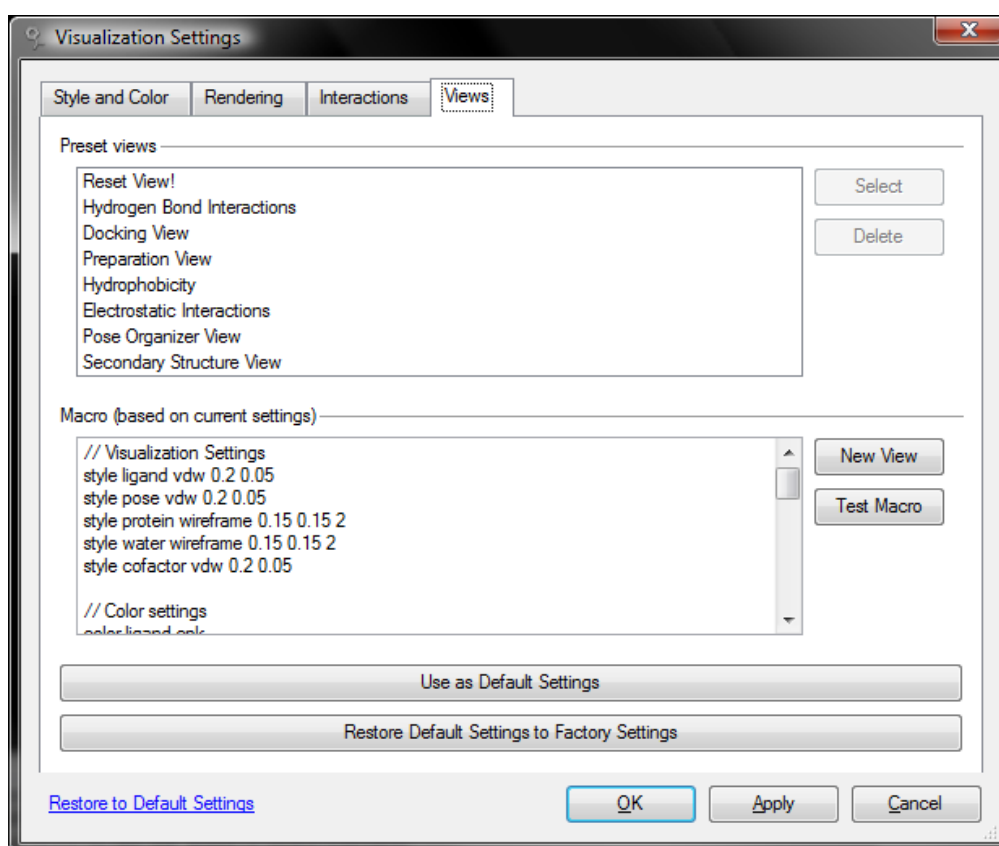 Visualization Settings
x
Style and Color Rendering Interactions Views
Preset views
Reset View!
Hydrogen Bond Interactions
Docking View
Preparation View
Hydrophobicity
Electrostatic Interactions
Pose Organizer View
Secondary Structure View
Select
Delete
Macro (based on current settings)
// Visualization Settings
style ligand vdw 0.2 0.05
style pose vdw 0.2 0.05
style protein wireframe 0.15 0.15 2
style water wireframe 0.15 0.15 2
style cofactor vdw 0.2 0.05
// Color settings
color ligand cpk
New View
Test Macro
Use as Default Settings
Restore Default Settings to Factory Settings
Restore to Default Settings
OK Apply Cancel